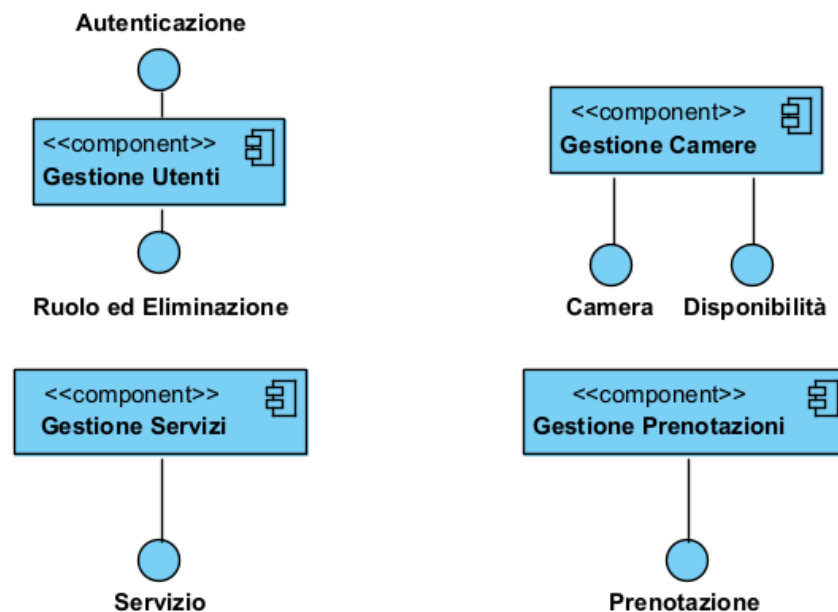 Autenticazione
<<component>>
Gestione Utenti
Ruolo ed Eliminazione
<<component>>
Gestione Camere
Camera
Disponibilità
<<component>>
Gestione Servizi
Servizio
<<component>>
Gestione Prenotazioni
Prenotazione